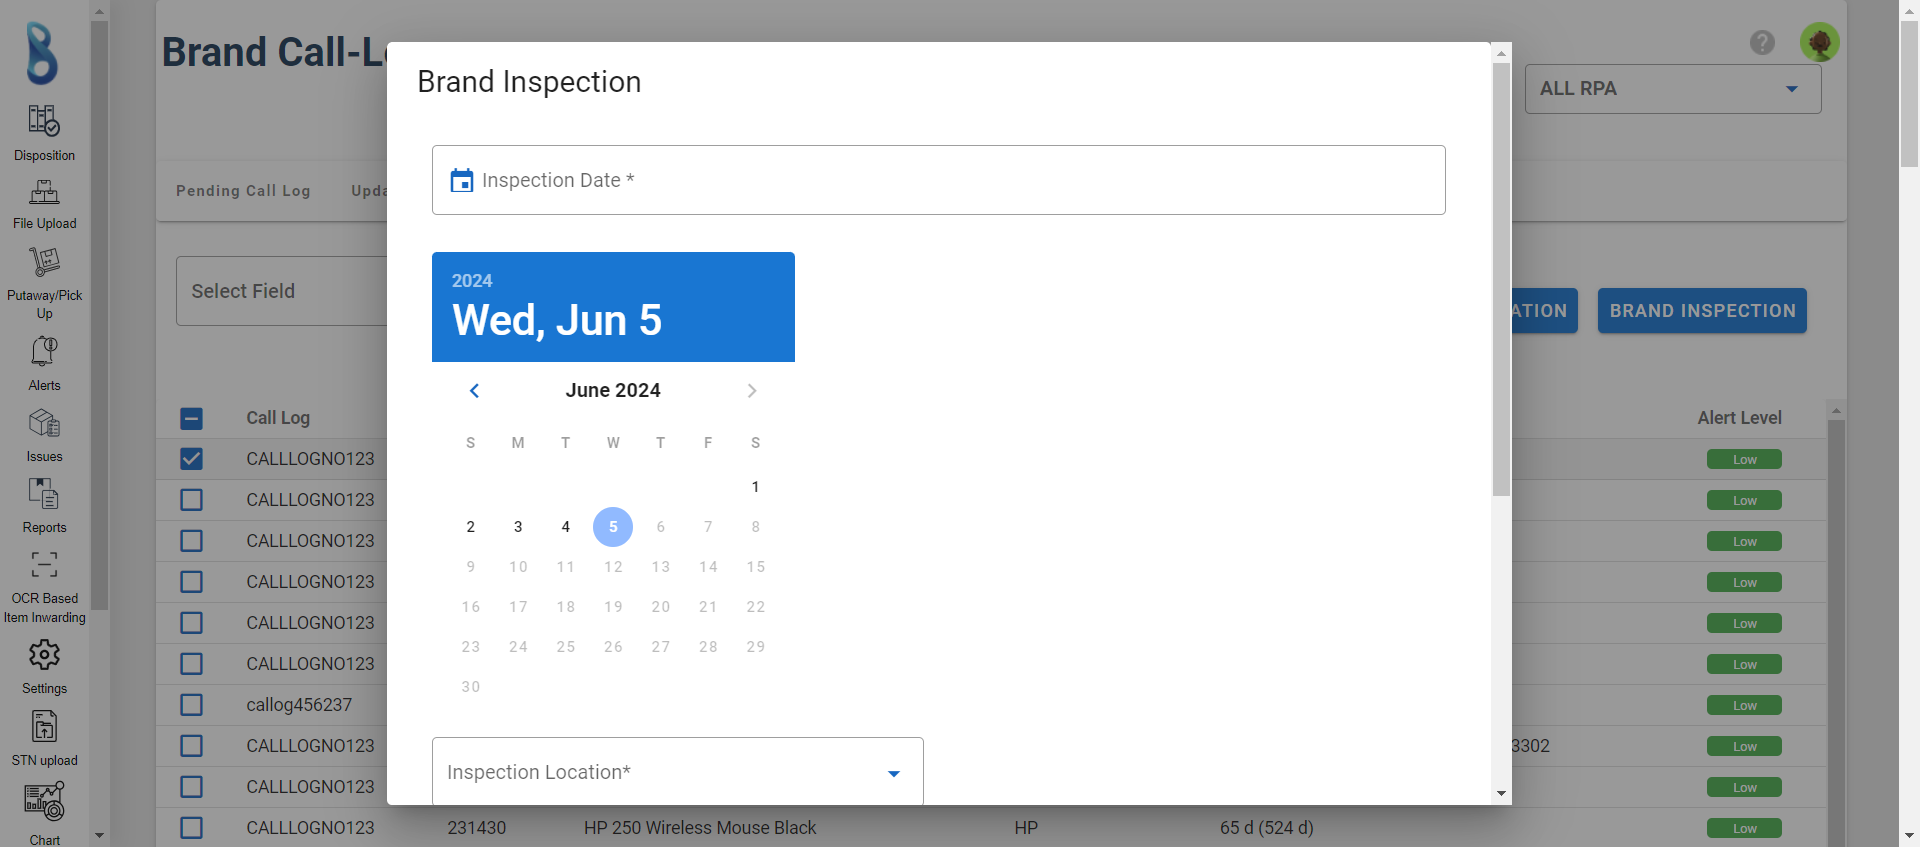 Brand Call-L
Brand Inspection
ALL RPA
Disposition
File Upload
Putaway/Pick
Up
Alerts
Issues
Reports
OCR Based
Item Inwarding
Settings
STN upload
Chart
Pending Call Log
Upda
Inspection Date *
Select Field
ATION
BRAND INSPECTION
2024
Wed, Jun 5
June 2024
S M T W T F S
1
2 3 4 5 6 7 8
9 10 11 12 13 14 15
16 17 18 19 20 21 22
23 24 25 26 27 28 29
30
Inspection Location*
Call Log
Alert Level
CALLLOGNO123 Low
CALLLOGNO123 Low
CALLLOGNO123 Low
CALLLOGNO123 Low
CALLLOGNO123 Low
CALLLOGNO123 Low
callog456237 Low
CALLLOGNO123 3302 Low
CALLLOGNO123 Low
CALLLOGNO123 231430 HP 250 Wireless Mouse Black HP 65 d (524 d) Low